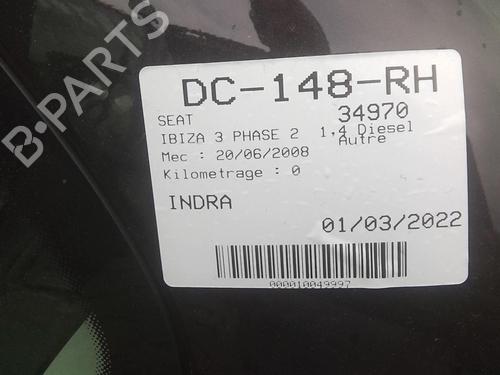 B-PARTS
DC-148-RH
SEAT 34970
IBIZA 3 PHASE 2 1,4 Diesel
Autre
Mec : 20/06/2008
Kilometrage : 0
INDRA
01/03/2022
000010049997